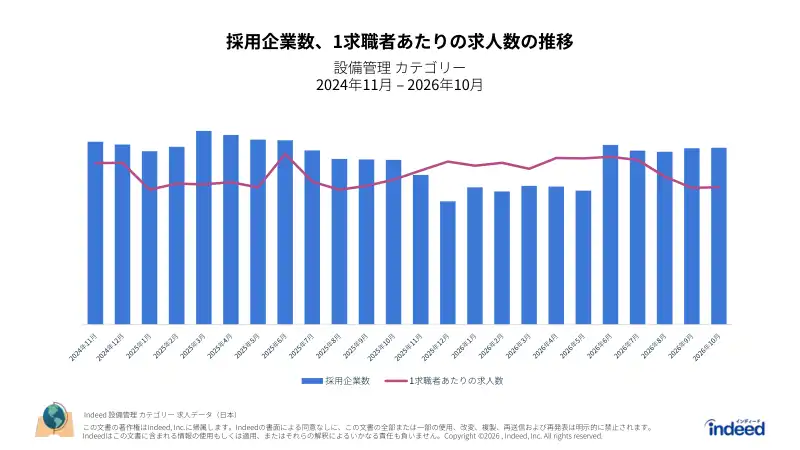 採用企業数、1求職者あたりの求人数の推移
設備管理 カテゴリー
2024年11月 – 2026年10月
2024年11月
2024年12月
2025年1月
2025年2月
2025年3月
2025年4月
2025年5月
2025年6月
2025年7月
2025年8月
2025年9月
2025年10月
2025年11月
2025年12月
2026年1月
2026年2月
2026年3月
2026年4月
2026年5月
2026年6月
2026年7月
2026年8月
2026年9月
2026年10月
採用企業数
1求職者あたりの求人数
Indeed 設備管理 カテゴリー 求人データ（日本）
この文書の著作権はIndeed, Inc.に帰属します。Indeedの書面による同意なしに、この文書の全部または一部の使用、改変、複製、再送信および再発表は明示的に禁止されます。
Indeedはこの文書に含まれる情報の使用もしくは適用、またはそれらの解釈によるいかなる責任も負いません。Copyright ©2026 , Indeed, Inc. All rights reserved.
インディード
indeed